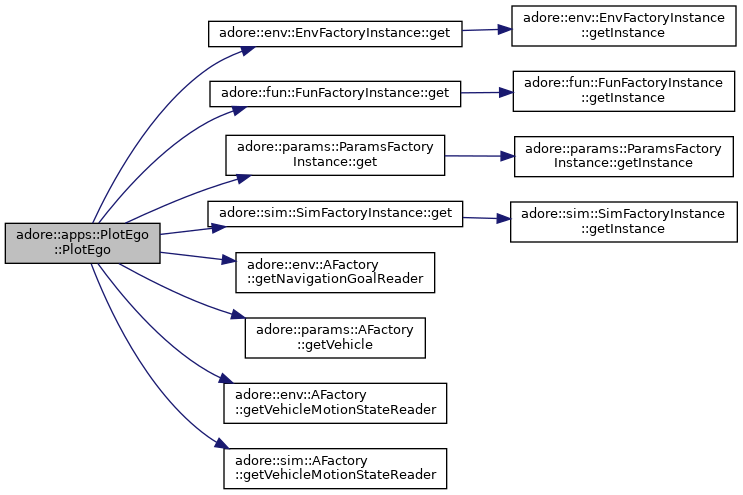 adore::apps::PlotEgo
::PlotEgo
adore::env::EnvFactoryInstance::get
adore::env::EnvFactoryInstance
::getInstance
adore::fun::FunFactoryInstance::get
adore::fun::FunFactoryInstance
::getInstance
adore::params::ParamsFactory
Instance::get
adore::params::ParamsFactory
Instance::getInstance
adore::sim::SimFactoryInstance::get
adore::sim::SimFactoryInstance
::getInstance
adore::env::AFactory
::getNavigationGoalReader
adore::params::AFactory
::getVehicle
adore::env::AFactory
::getVehicleMotionStateReader
adore::sim::AFactory
::getVehicleMotionStateReader